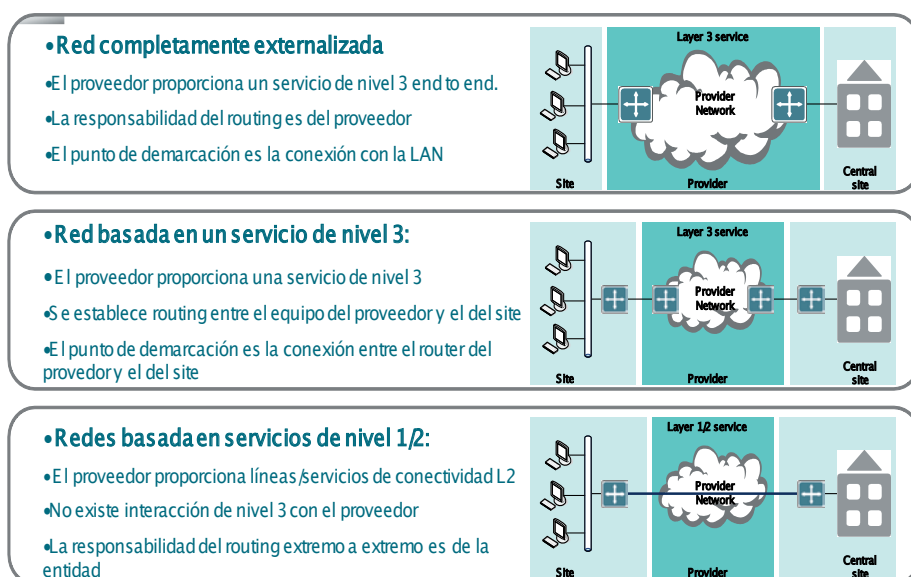 •Red completamente externalizada
•El proveedor proporciona un servicio de nivel 3 end to end.
•La responsabilidad del routing es del proveedor
•El punto de demarcación es la conexión con la LAN
Layer 3 service
Provider
Network
Site
Provider
Central
site
•Red basada en un servicio de nivel 3:
•El proveedor proporciona una servicio de nivel 3
•Se establece routing entre el equipo del proveedor y el del site
•El punto de demarcación es la conexión entre el router del
provedor y el del site
Layer 3 service
Provider
Network
Site
Provider
Central
site
•Redes basada en servicios de nivel 1/2:
•El proveedor proporciona líneas/servicios de conectividad L2
•No existe interacción de nivel 3 con el proveedor
•La responsabilidad del routing extremo a extremo es de la
entidad
Layer 1/2 service
Provider
Network
Site
Provider
Central
site